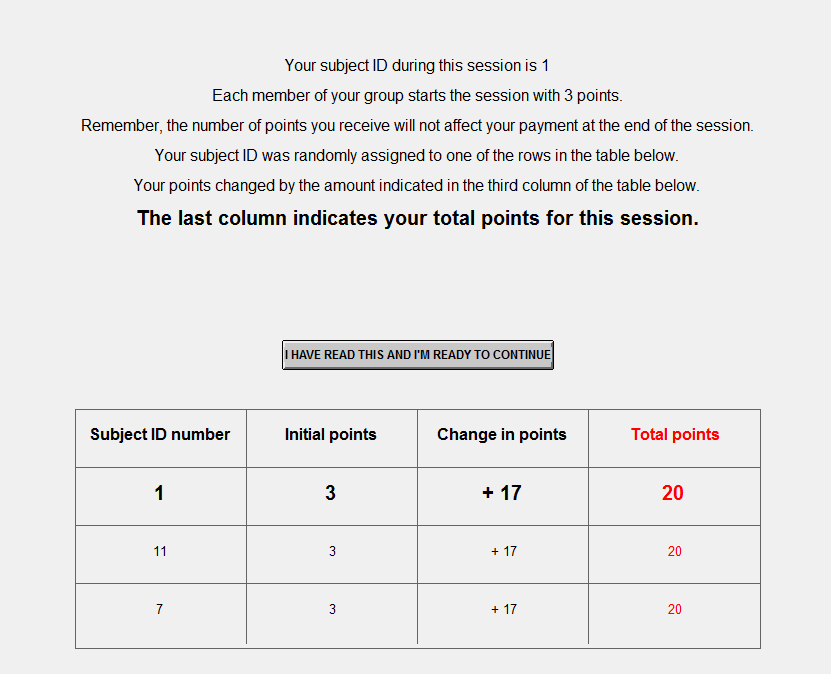 Your subject ID during this session is 1
Each member of your group starts the session with 3 points.
Remember, the number of points you receive will not affect your payment at the end of the session.
Your subject ID was randomly assigned to one of the rows in the table below.
Your points changed by the amount indicated in the third column of the table below.
The last column indicates your total points for this session.
I HAVE READ THIS AND I'M READY TO CONTINUE
Subject ID number Initial points Change in points Total points
1 3 + 17 20
11 3 + 17 20
7 3 + 17 20